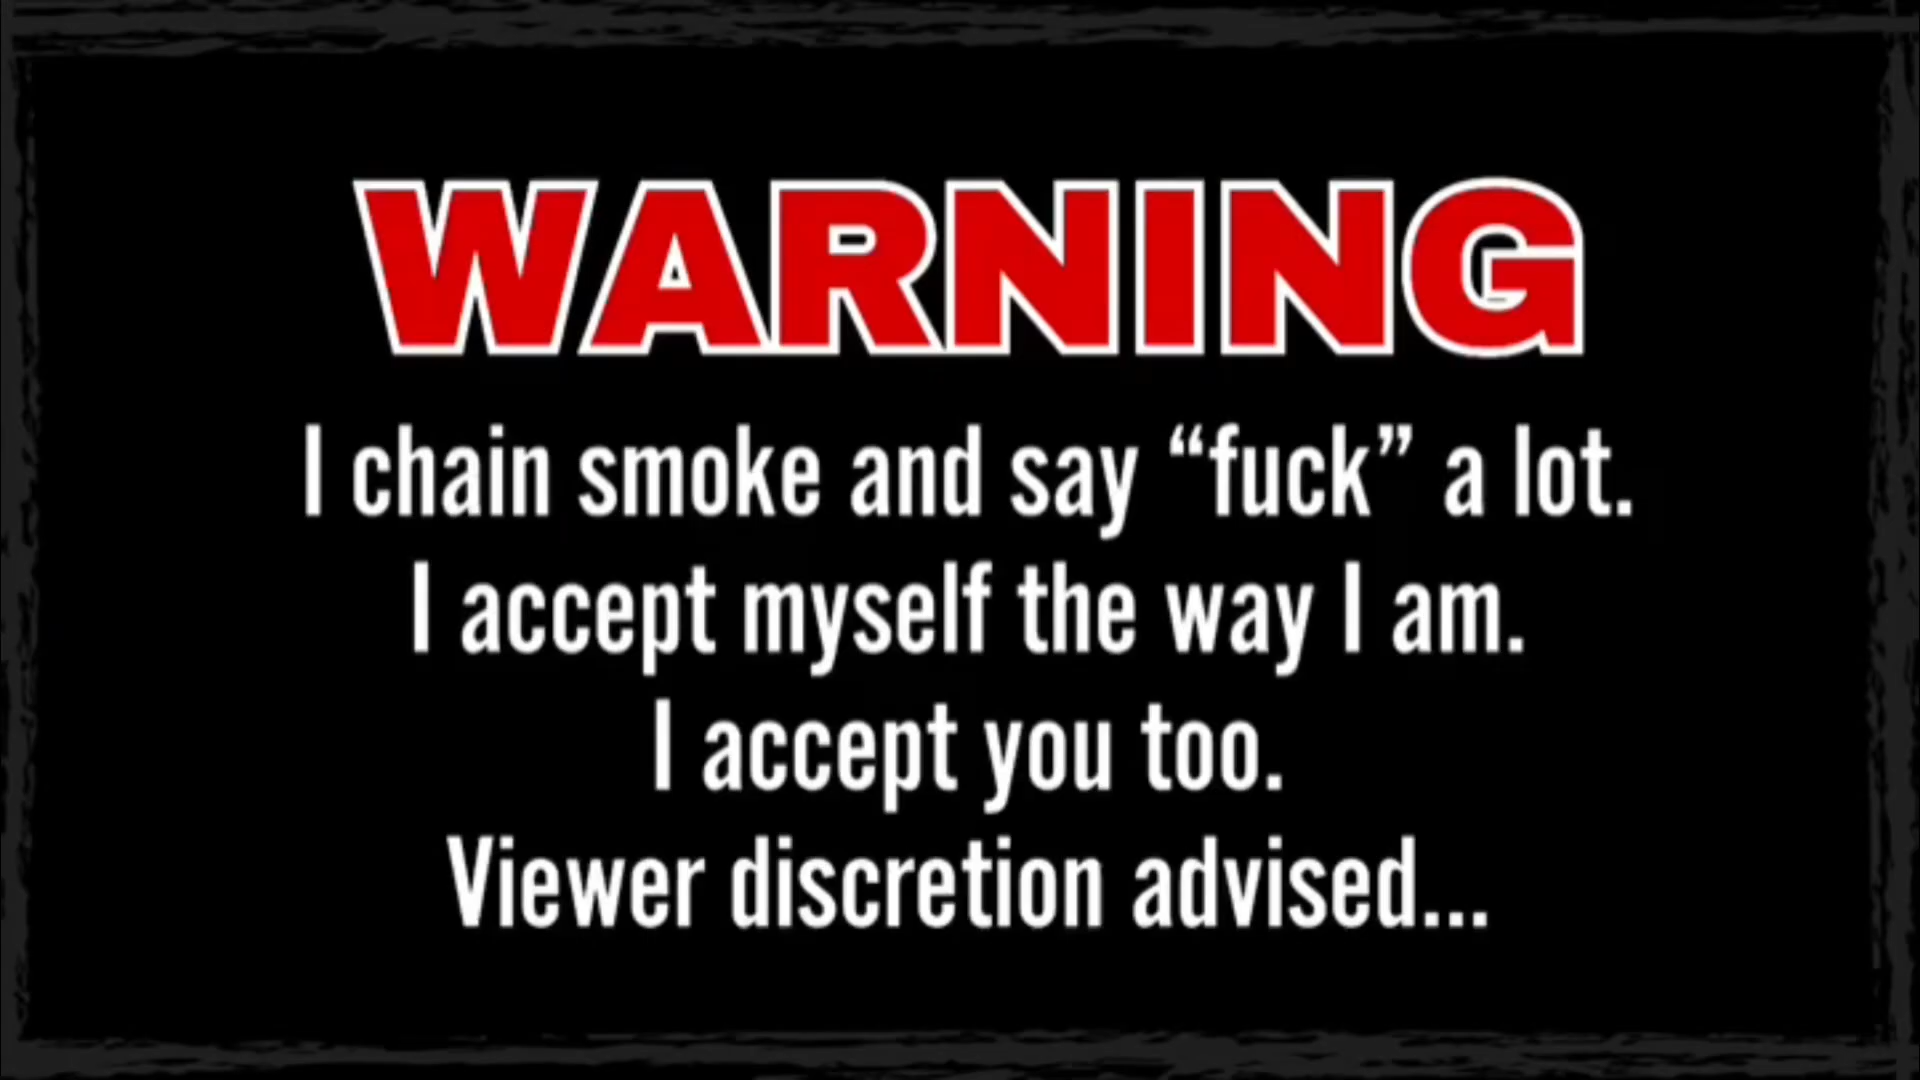 WARNING
I chain smoke and say “fuck” a lot.
I accept myself the way I am.
I accept you too.
Viewer discretion advised...